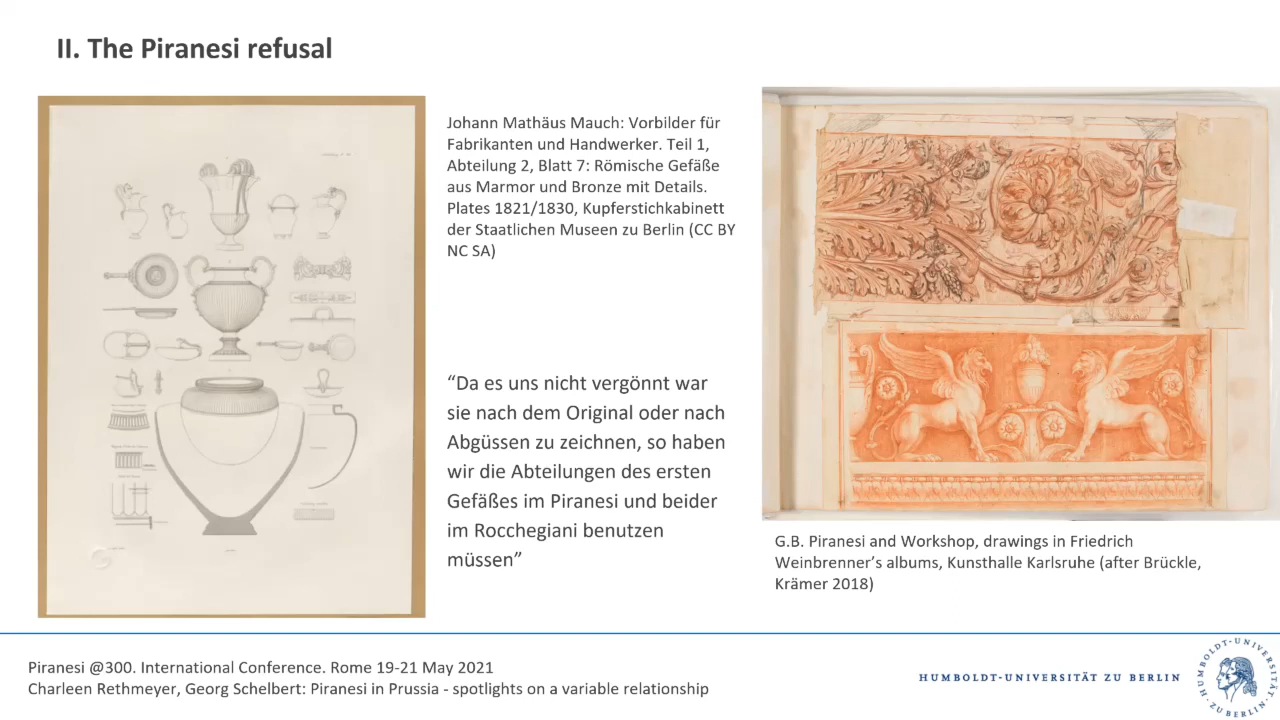 II. The Piranesi refusal
Johann Mathäus Mauch: Vorbilder für
Fabrikanten und Handwerker. Teil 1,
Abteilung 2, Blatt 7: Römische Gefäße
aus Marmor und Bronze mit Details.
Plates 1821/1830, Kupferstichkabinett
der Staatlichen Museen zu Berlin (CC BY
NC SA)
“Da es uns nicht vergönnt war
sie nach dem Original oder nach
Abgüssen zu zeichnen, so haben
wir die Abteilungen des ersten
Gefäßes im Piranesi und beider
im Rocchegiani benutzen
müssen”
G.B. Piranesi and Workshop, drawings in Friedrich
Weinbrenner’s albums, Kunsthalle Karlsruhe (after Brückle,
Krämer 2018)
Piranesi @300. International Conference. Rome 19-21 May 2021
Charleen Rethmeyer, Georg Schelbert: Piranesi in Prussia - spotlights on a variable relationship
HUMBOLDT-UNIVERSITÄT ZU BERLIN
HUMBOLDT-UNIVERSITÄT ZU BERLIN